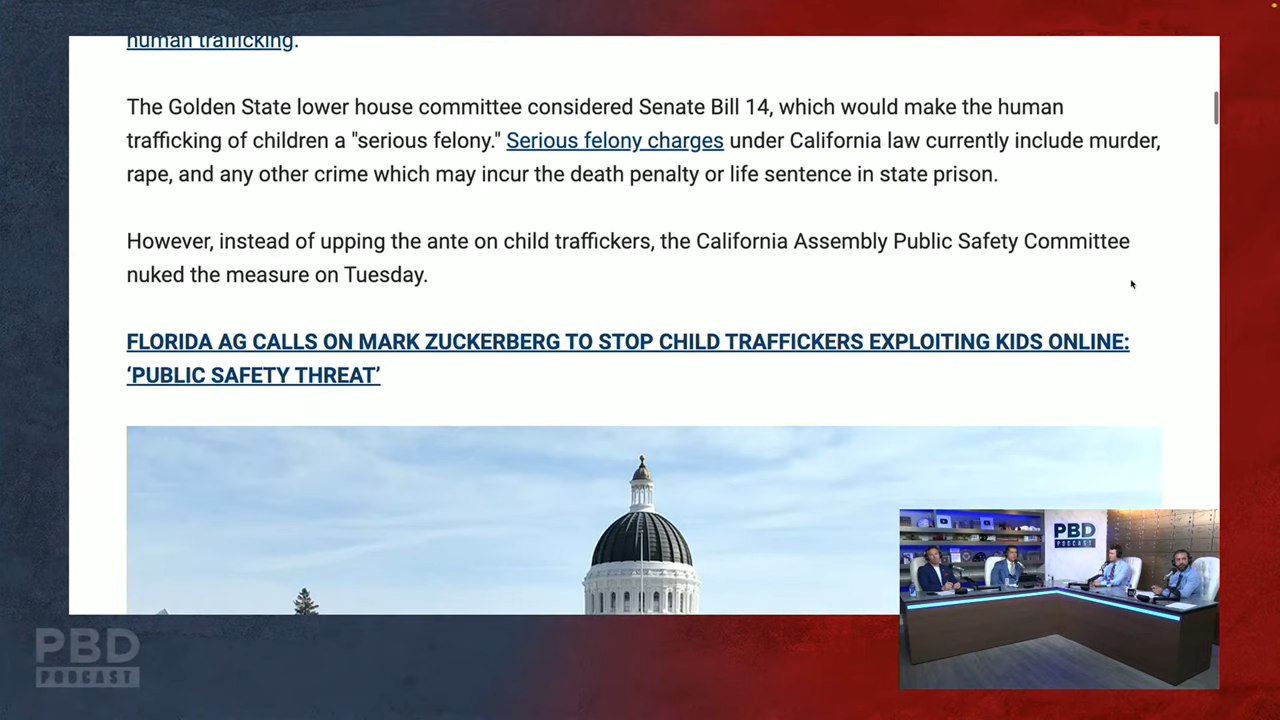 human trafficking.
The Golden State lower house committee considered Senate Bill 14, which would make the human
trafficking of children a "serious felony." Serious felony charges under California law currently include murder,
rape, and any other crime which may incur the death penalty or life sentence in state prison.
However, instead of upping the ante on child traffickers, the California Assembly Public Safety Committee
nuked the measure on Tuesday.
FLORIDA AG CALLS ON MARK ZUCKERBERG TO STOP CHILD TRAFFICKERS EXPLOITING KIDS ONLINE:
‘PUBLIC SAFETY THREAT’
PBD
PODCAST
PBD
PODCAST